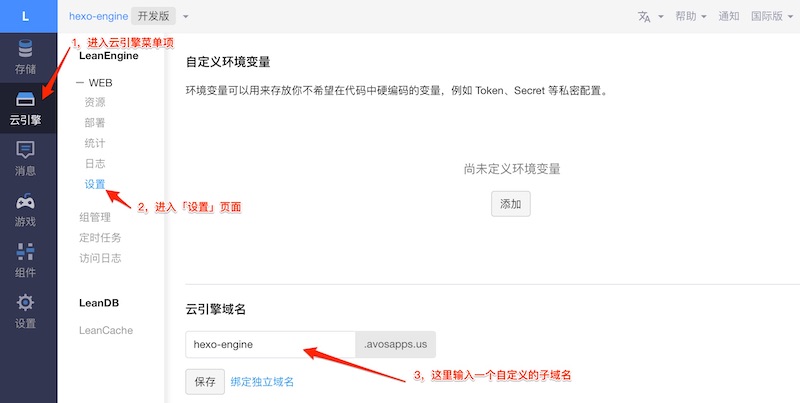 L
hexo-engine 开发版
帮助 通知 国际版
1，进入云引擎菜单项
存储
云引擎
消息
游戏
组件
设置
LeanEngine
WEB
资源
部署
统计
日志
设置
2，进入「设置」页面
组管理
定时任务
访问日志
LeanDB
LeanCache
自定义环境变量
环境变量可以用来存放你不希望在代码中硬编码的变量，例如 Token、Secret 等私密配置。
尚未定义环境变量
添加
云引擎域名
hexo-engine .avosapps.us
3，这里输入一个自定义的子域名
保存 绑定独立域名